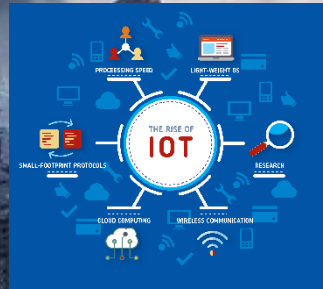 PROCESSING SPEED
LIGHT-WEIGHT OS
THE RISE OF
IOT
SMALL-FOOTPRINT PROTOCOLS
RESEARCH
CLOUD COMPUTING
WIRELESS COMMUNICATION